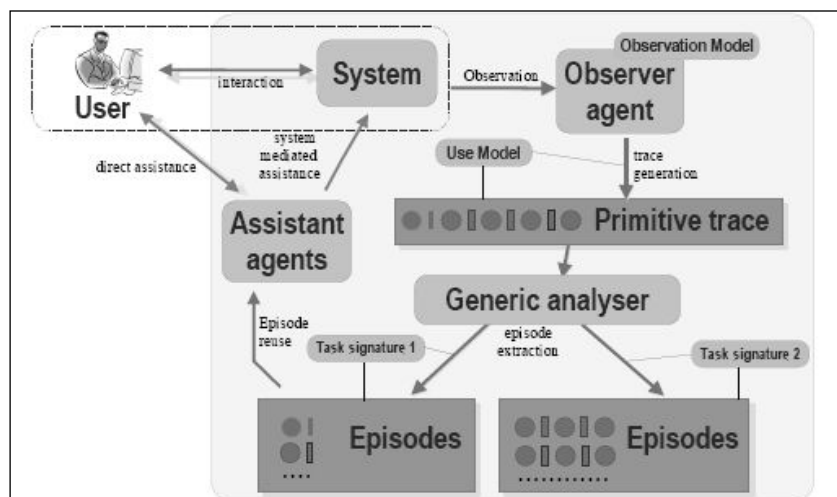 Observation Model
System
Observer
agent
Observation
interaction
User
system
mediated
assistance
direct assistance
Use Model
trace
generation
Assistant
agents
Primitive trace
Generic analyser
Episode
reuse
Task signature 1
episode
extraction
Task signature 2
Episodes
Episodes